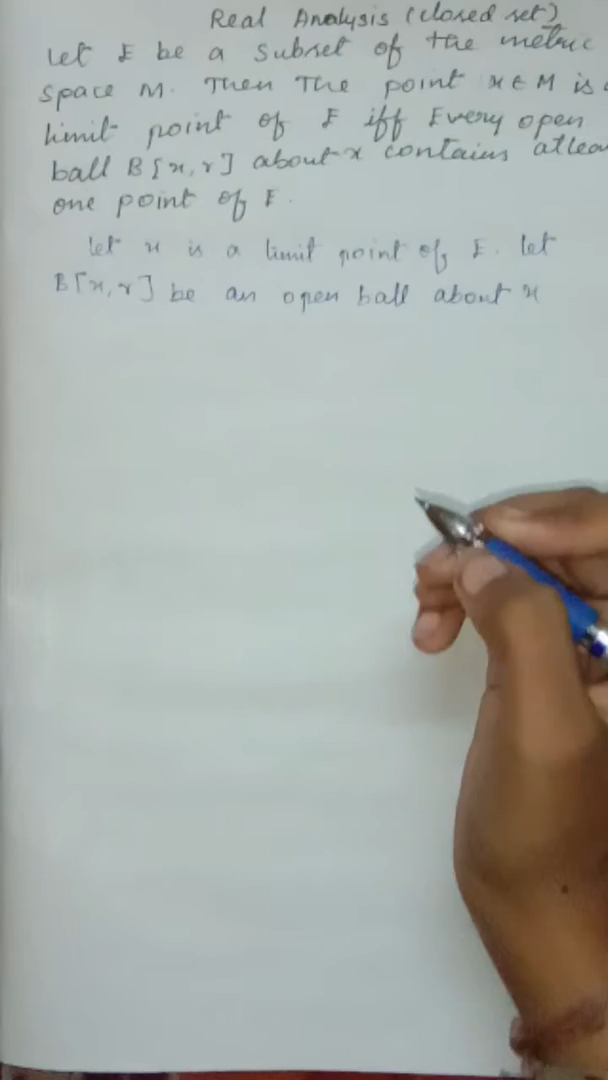 Real Analysis (closed set)
Let E be a subset of the metric
space M. Then The point x ∈ M is
limit point of E iff Every open
ball B[x, r] about x contains atlea
one point of E.
Let x is a limit point of E. Let
B[x, r] be an open ball about x